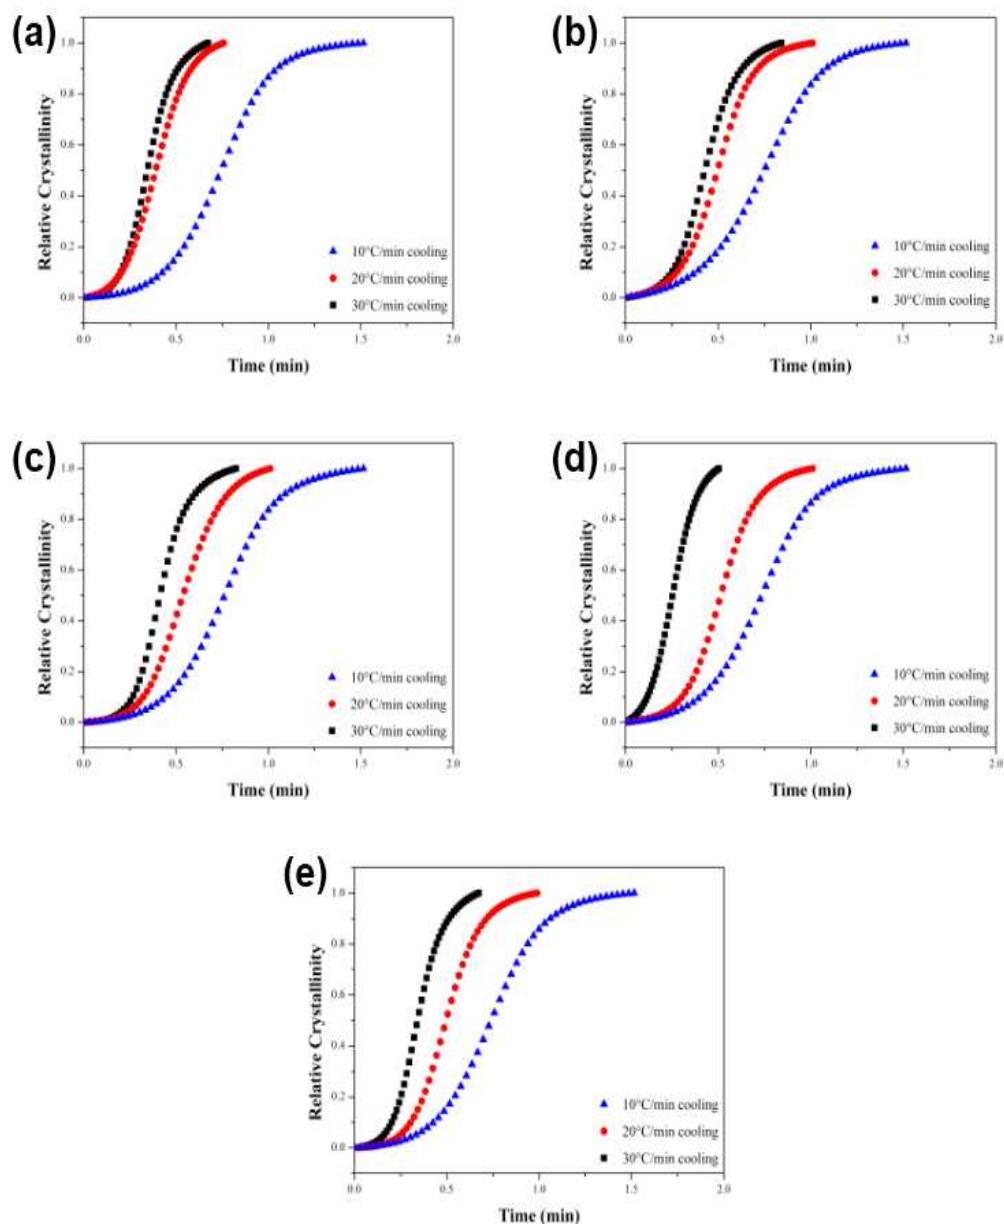 (a)
Relative Crystallinity
1.0
0.8
0.6
0.4
0.2
0.0
10°C/min cooling
20°C/min cooling
30°C/min cooling
0.0 0.5 1.0 1.5 2.0
Time (min)
(b)
Relative Crystallinity
1.0
0.8
0.6
0.4
0.2
0.0
10°C/min cooling
20°C/min cooling
30°C/min cooling
0.0 0.5 1.0 1.5 2.0
Time (min)
(c)
Relative Crystallinity
1.0
0.8
0.6
0.4
0.2
0.0
10°C/min cooling
20°C/min cooling
30°C/min cooling
0.0 0.5 1.0 1.5 2.0
Time (min)
(d)
Relative Crystallinity
1.0
0.8
0.6
0.4
0.2
0.0
10°C/min cooling
20°C/min cooling
30°C/min cooling
0.0 0.5 1.0 1.5 2.0
Time (min)
(e)
Relative Crystallinity
1.0
0.8
0.6
0.4
0.2
0.0
10°C/min cooling
20°C/min cooling
30°C/min cooling
0.0 0.5 1.0 1.5 2.0
Time (min)